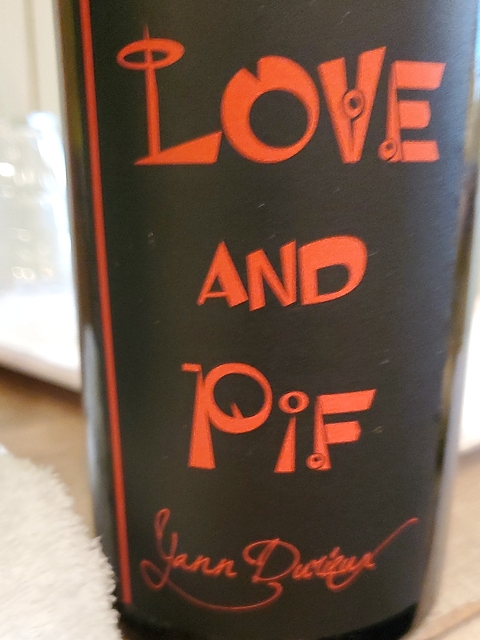 LOVE
AND
PiF
Yann Durieux